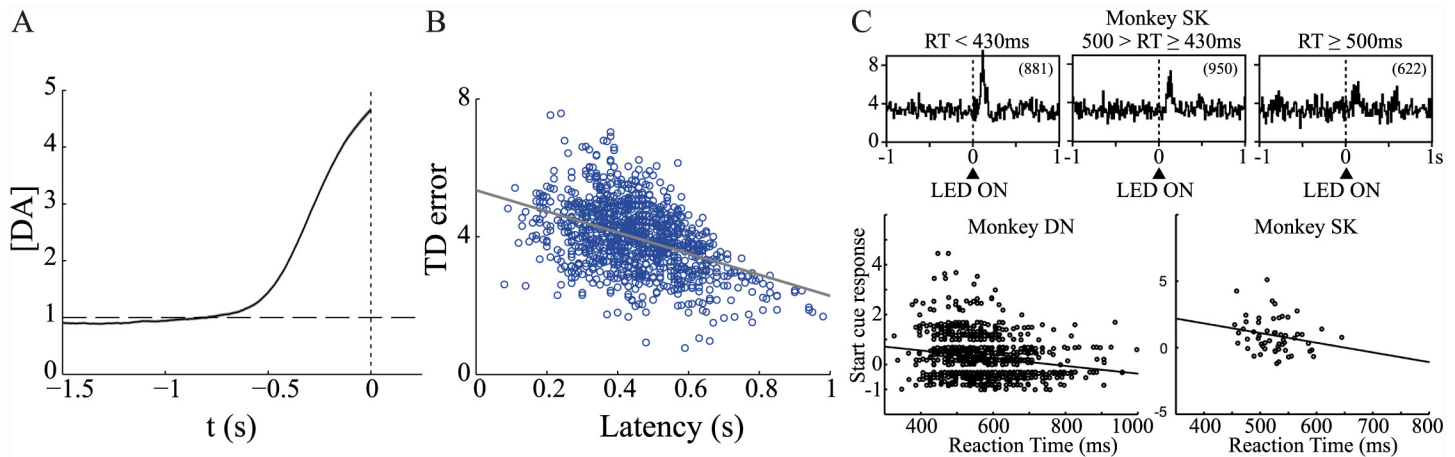 A
[DA]
5
4
3
2
1
0
-1.5
-1
-0.5
0
t (s)
B
TD error
8
4
0
0
0.2
0.4
0.6
0.8
1
Latency (s)
C
Monkey SK
RT < 430ms
500 > RT ≥ 430ms
RT ≥ 500ms
(881)
(950)
(622)
8
4
0
-1
0
1
-1
0
1
-1
0
1s
LED ON
LED ON
LED ON
Monkey DN
Start cue response
4
2
1
0
-1
400
600
800
1000
Reaction Time (ms)
Monkey SK
5
0
-5
400
500
600
700
800
Reaction Time (ms)